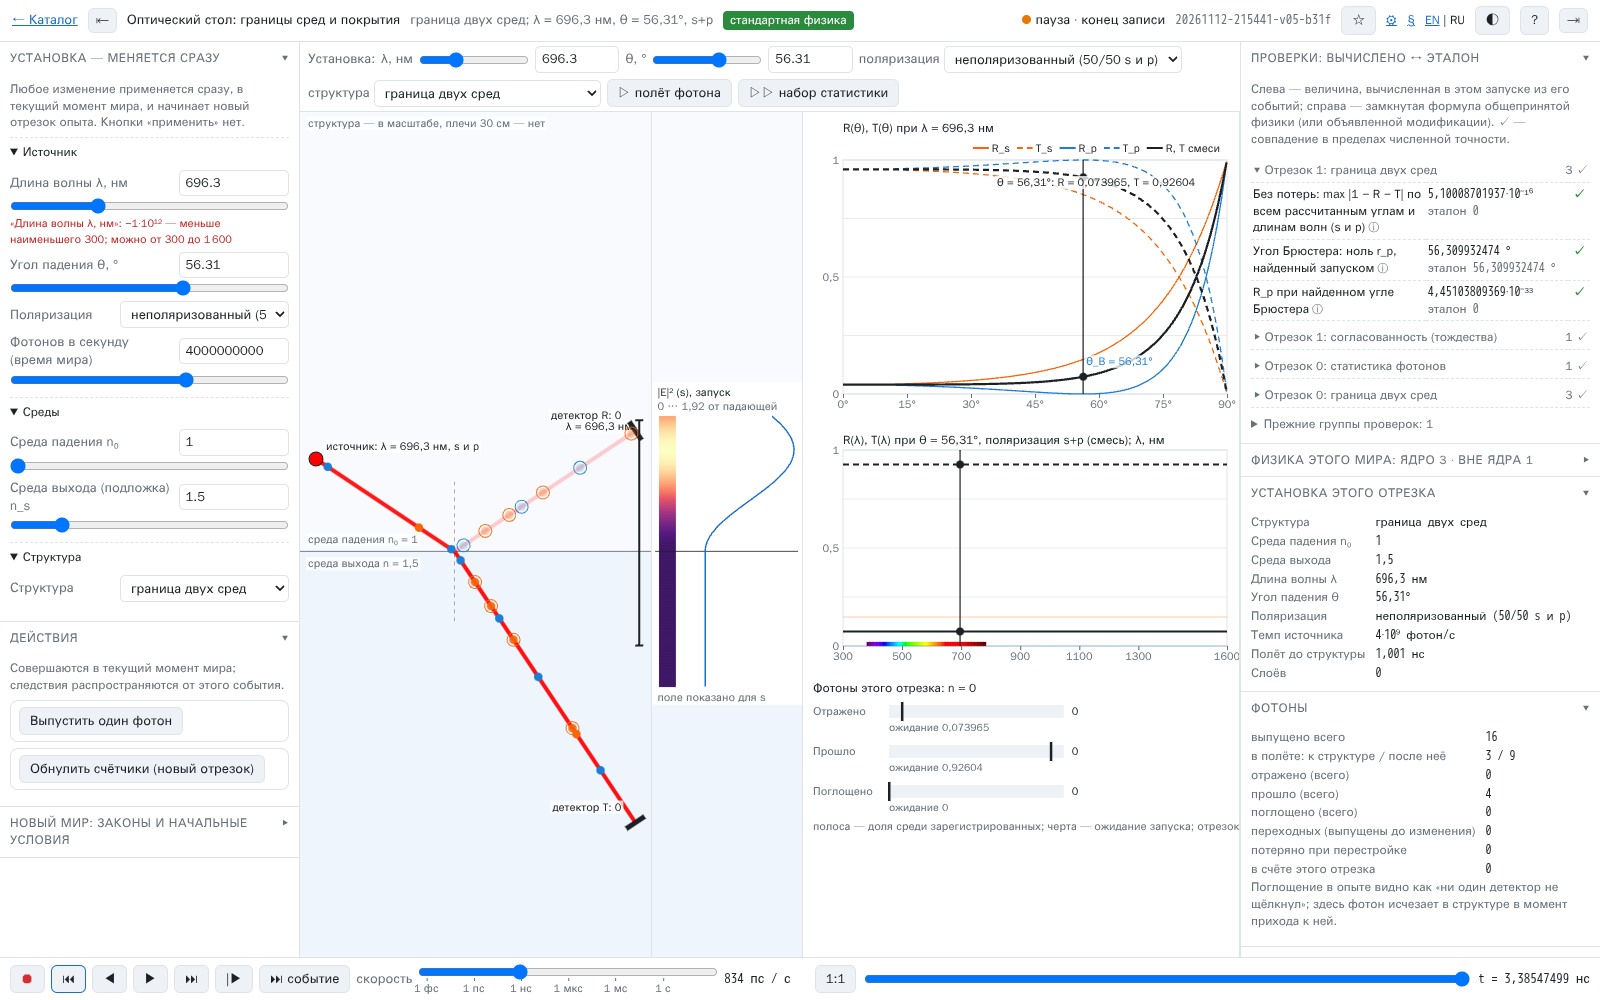 ← Каталог ⇤ Оптический стол: границы сред и покрытия граница двух сред; λ = 696,3 нм, θ = 56,31°, s+p стандартная физика
пауза · конец записи 20261112-215441-v05-b31f ☆ ⚙ § EN | RU ? ⇥
УСТАНОВКА — МЕНЯЕТСЯ СРАЗУ
Любое изменение применяется сразу, в
текущий момент мира, и начинает новый
отрезок опыта. Кнопки «применить» нет.
▼ Источник
Длина волны λ, нм 696.3
«Длина волны λ, нм»: −1·10¹² — меньше
наименьшего 300; можно от 300 до 1 600
Угол падения θ, ° 56.31
Поляризация неполяризованный (5
Фотонов в секунду
(время мира) 4000000000
▼ Среды
Среда падения n₀ 1
Среда выхода (подложка)
n_s 1.5
▼ Структура
Структура граница двух сред
ДЕЙСТВИЯ
Совершаются в текущий момент мира;
следствия распространяются от этого события.
Выпустить один фотон
Обнулить счётчики (новый отрезок)
НОВЫЙ МИР: ЗАКОНЫ И НАЧАЛЬНЫЕ
УСЛОВИЯ
Установка: λ, нм 696.3 θ, ° 56.31 поляризация неполяризованный (50/50 s и p)
структура граница двух сред ▷ полёт фотона ▷▷ набор статистики
структура — в масштабе, плечи 30 см — нет
детектор R: 0
λ = 696,3 нм
источник: λ = 696,3 нм, s и p
среда падения n₀ = 1
среда выхода n = 1,5
детектор T: 0
|E|² (s), запуск
0 ··· 1,92 от падающей
поле показано для s
R(θ), T(θ) при λ = 696,3 нм
R_s T_s R_p T_p R, T смеси
1
θ = 56,31°: R = 0,073965, T = 0,92604
0,5
θ_B = 56,31°
0
0° 15° 30° 45° 60° 75° 90°
R(λ), T(λ) при θ = 56,31°, поляризация s+p (смесь); λ, нм
1
0,5
0
300 500 700 900 1100 1300 1600
Фотоны этого отрезка: n = 0
Отражено 0
ожидание 0,073965
Прошло 0
ожидание 0,92604
Поглощено 0
ожидание 0
полоса — доля среди зарегистрированных; черта — ожидание запуска; отрезок
ПРОВЕРКИ: ВЫЧИСЛЕНО ↔ ЭТАЛОН
Слева — величина, вычисленная в этом запуске из его
событий; справа — замкнутая формула общепринятой
физики (или объявленной модификации). ✓ —
совпадение в пределах численной точности.
▾ Отрезок 1: граница двух сред 3 ✓
Без потерь: max |1 − R − T| по 5,10008701937·10⁻¹⁶ ✓
всем рассчитанным углам и эталон 0
длинам волн (s и p) ⓘ
Угол Брюстера: ноль r_p, 56,309932474 ° ✓
найденный запуском ⓘ эталон 56,309932474 °
R_p при найденном угле 4,45103809369·10⁻³³ ✓
Брюстера ⓘ эталон 0
▸ Отрезок 1: согласованность (тождества) 1 ✓
▸ Отрезок 0: статистика фотонов 1 ✓
▸ Отрезок 0: граница двух сред 3 ✓
▶ Прежние группы проверок: 1
ФИЗИКА ЭТОГО МИРА: ЯДРО 3 · ВНЕ ЯДРА 1
УСТАНОВКА ЭТОГО ОТРЕЗКА
Структура граница двух сред
Среда падения n₀ 1
Среда выхода 1,5
Длина волны λ 696,3 нм
Угол падения θ 56,31°
Поляризация неполяризованный (50/50 s и p)
Темп источника 4·10⁹ фотон/с
Полёт до структуры 1,001 нс
Слоёв 0
ФОТОНЫ
выпущено всего 16
в полёте: к структуре / после неё 3 / 9
отражено (всего) 0
прошло (всего) 4
поглощено (всего) 0
переходных (выпущены до изменения) 0
потеряно при перестройке 0
в счёте этого отрезка 0
Поглощение в опыте видно как «ни один детектор не
щёлкнул»; здесь фотон исчезает в структуре в момент
прихода к ней.
⏭ событие скорость 834 пс / с 1:1 t = 3,38547499 нс
1 фс 1 пс 1 нс 1 мкс 1 мс 1 с